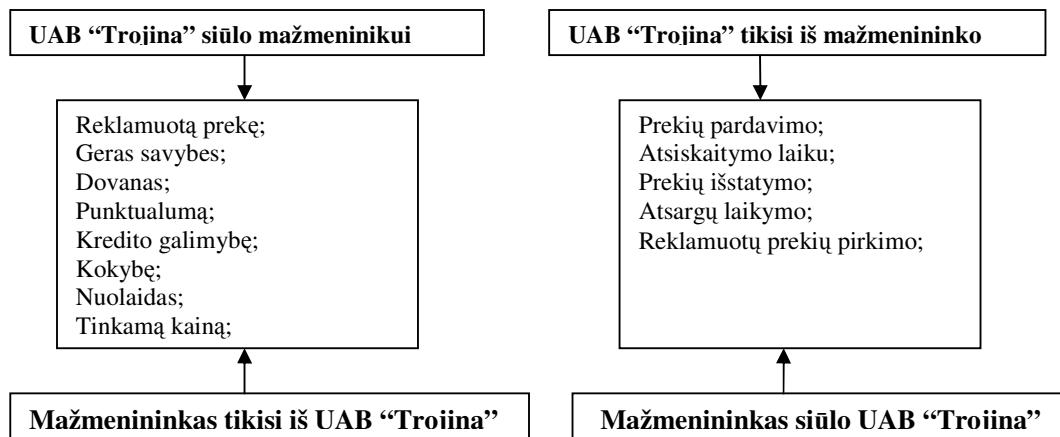 UAB “Trojina” siūlo mažmeninikui
Reklamuotą prekę;
Geras savybes;
Dovanas;
Punktualumą;
Kredito galimybę;
Kokybę;
Nuolaidas;
Tinkamą kainą;
Mažmenininkas tikisi iš UAB “Trojina”
UAB “Trojina” tikisi iš mažmenininko
Prekių pardavimo;
Atsiskaitymo laiku;
Prekių išstatymo;
Atsargų laikymo;
Reklamuotų prekių pirkimo;
Mažmenininkas siūlo UAB “Trojina”